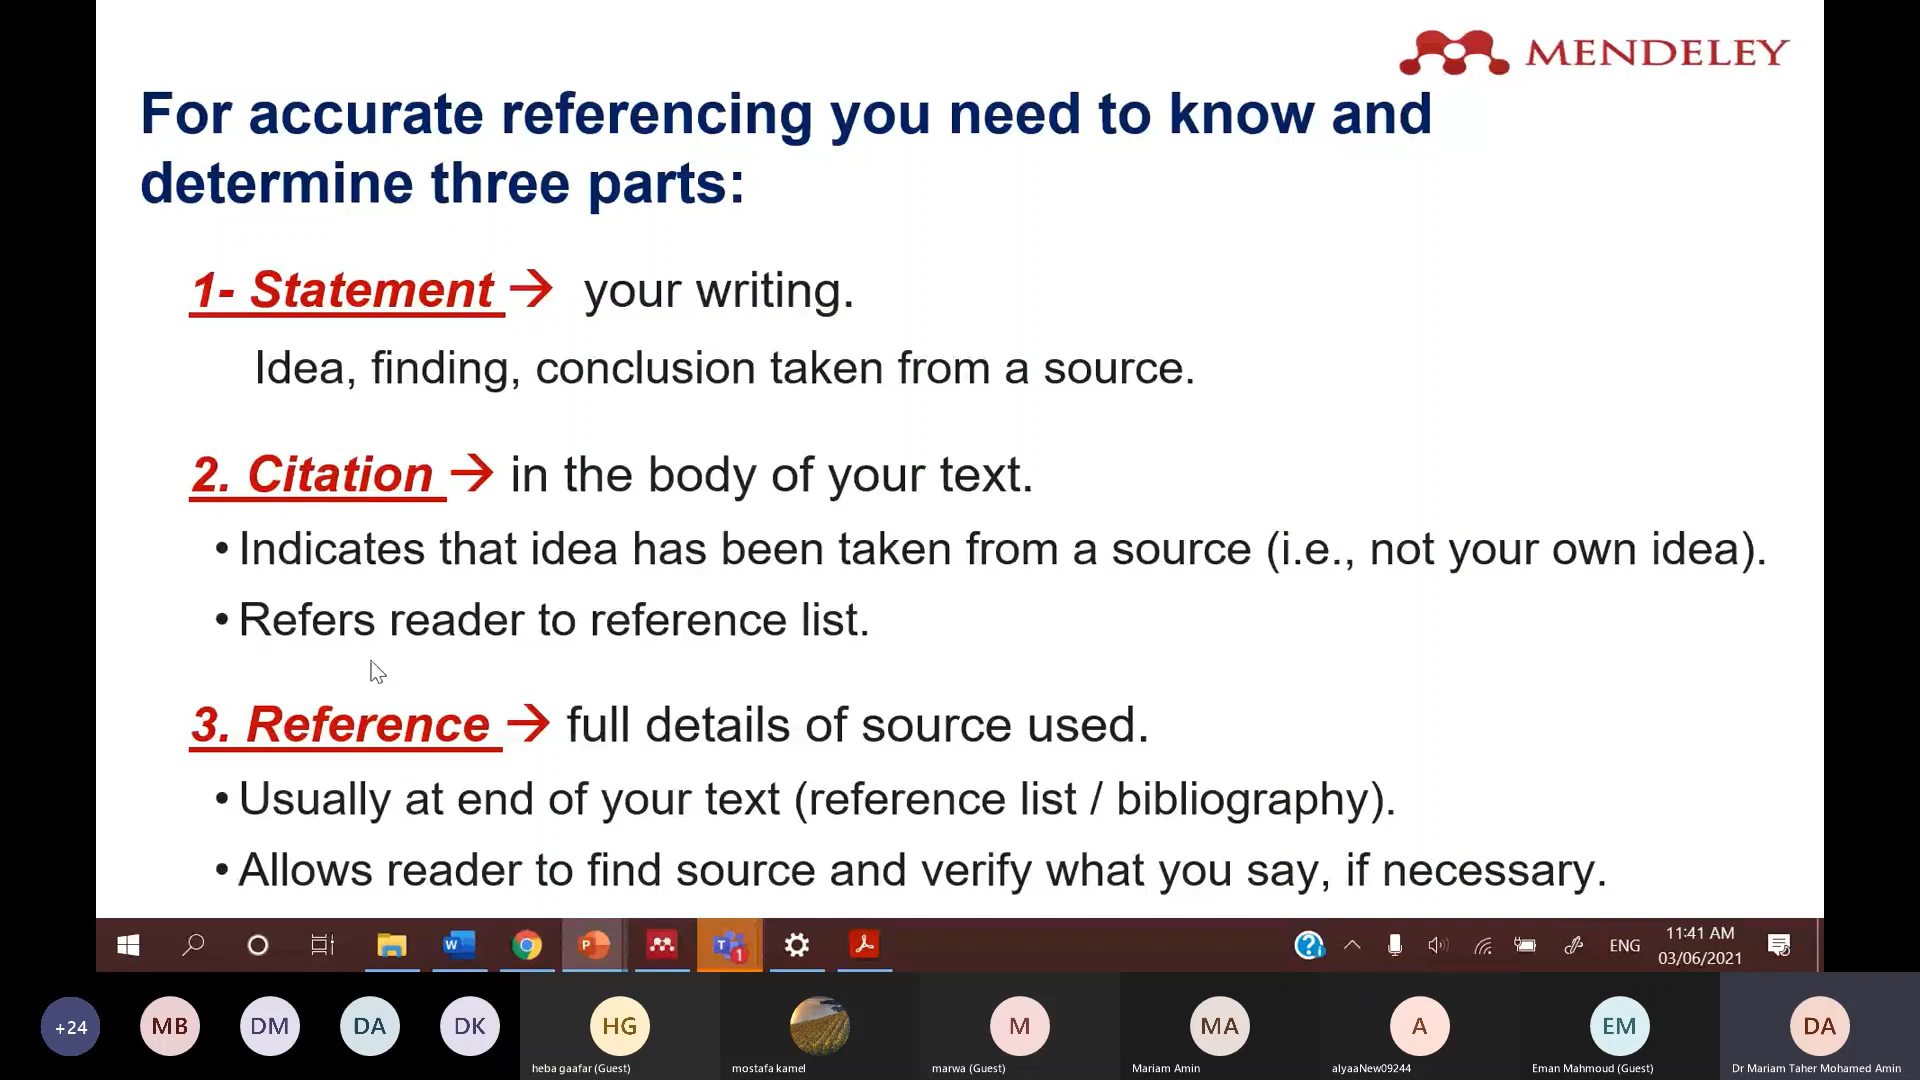 MENDELEY
For accurate referencing you need to know and
determine three parts:
1- Statement → your writing.
Idea, finding, conclusion taken from a source.
2. Citation → in the body of your text.
• Indicates that idea has been taken from a source (i.e., not your own idea).
• Refers reader to reference list.
3. Reference → full details of source used.
• Usually at end of your text (reference list / bibliography).
• Allows reader to find source and verify what you say, if necessary.
ENG
11:41 AM
03/06/2021
+24
MB
DM
DA
DK
HG
heba gaafar (Guest)
mostafa kamel
M
marwa (Guest)
MA
Mariam Amin
A
alyaaNew09244
EM
Eman Mahmoud (Guest)
DA
Dr Mariam Taher Mohamed Amin